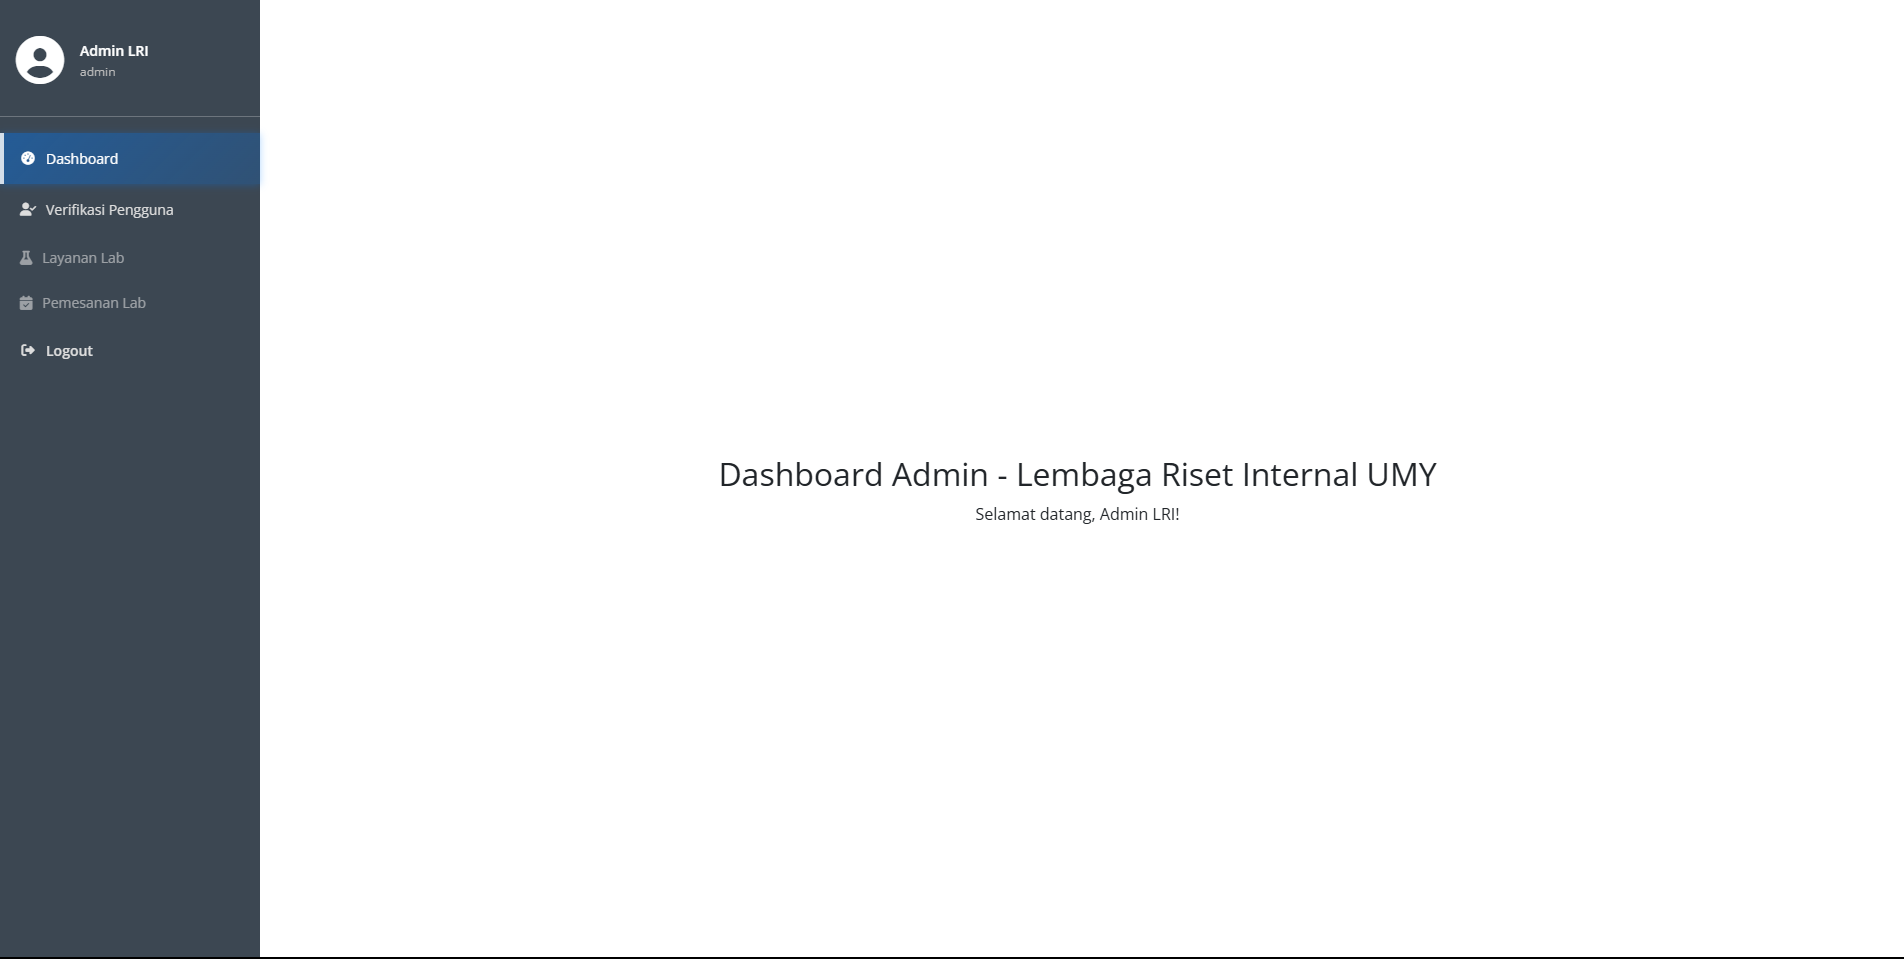 Admin LRI
admin
Dashboard
Verifikasi Pengguna
Layanan Lab
Pemesanan Lab
Logout
Dashboard Admin - Lembaga Riset Internal UMY
Selamat datang, Admin LRI!